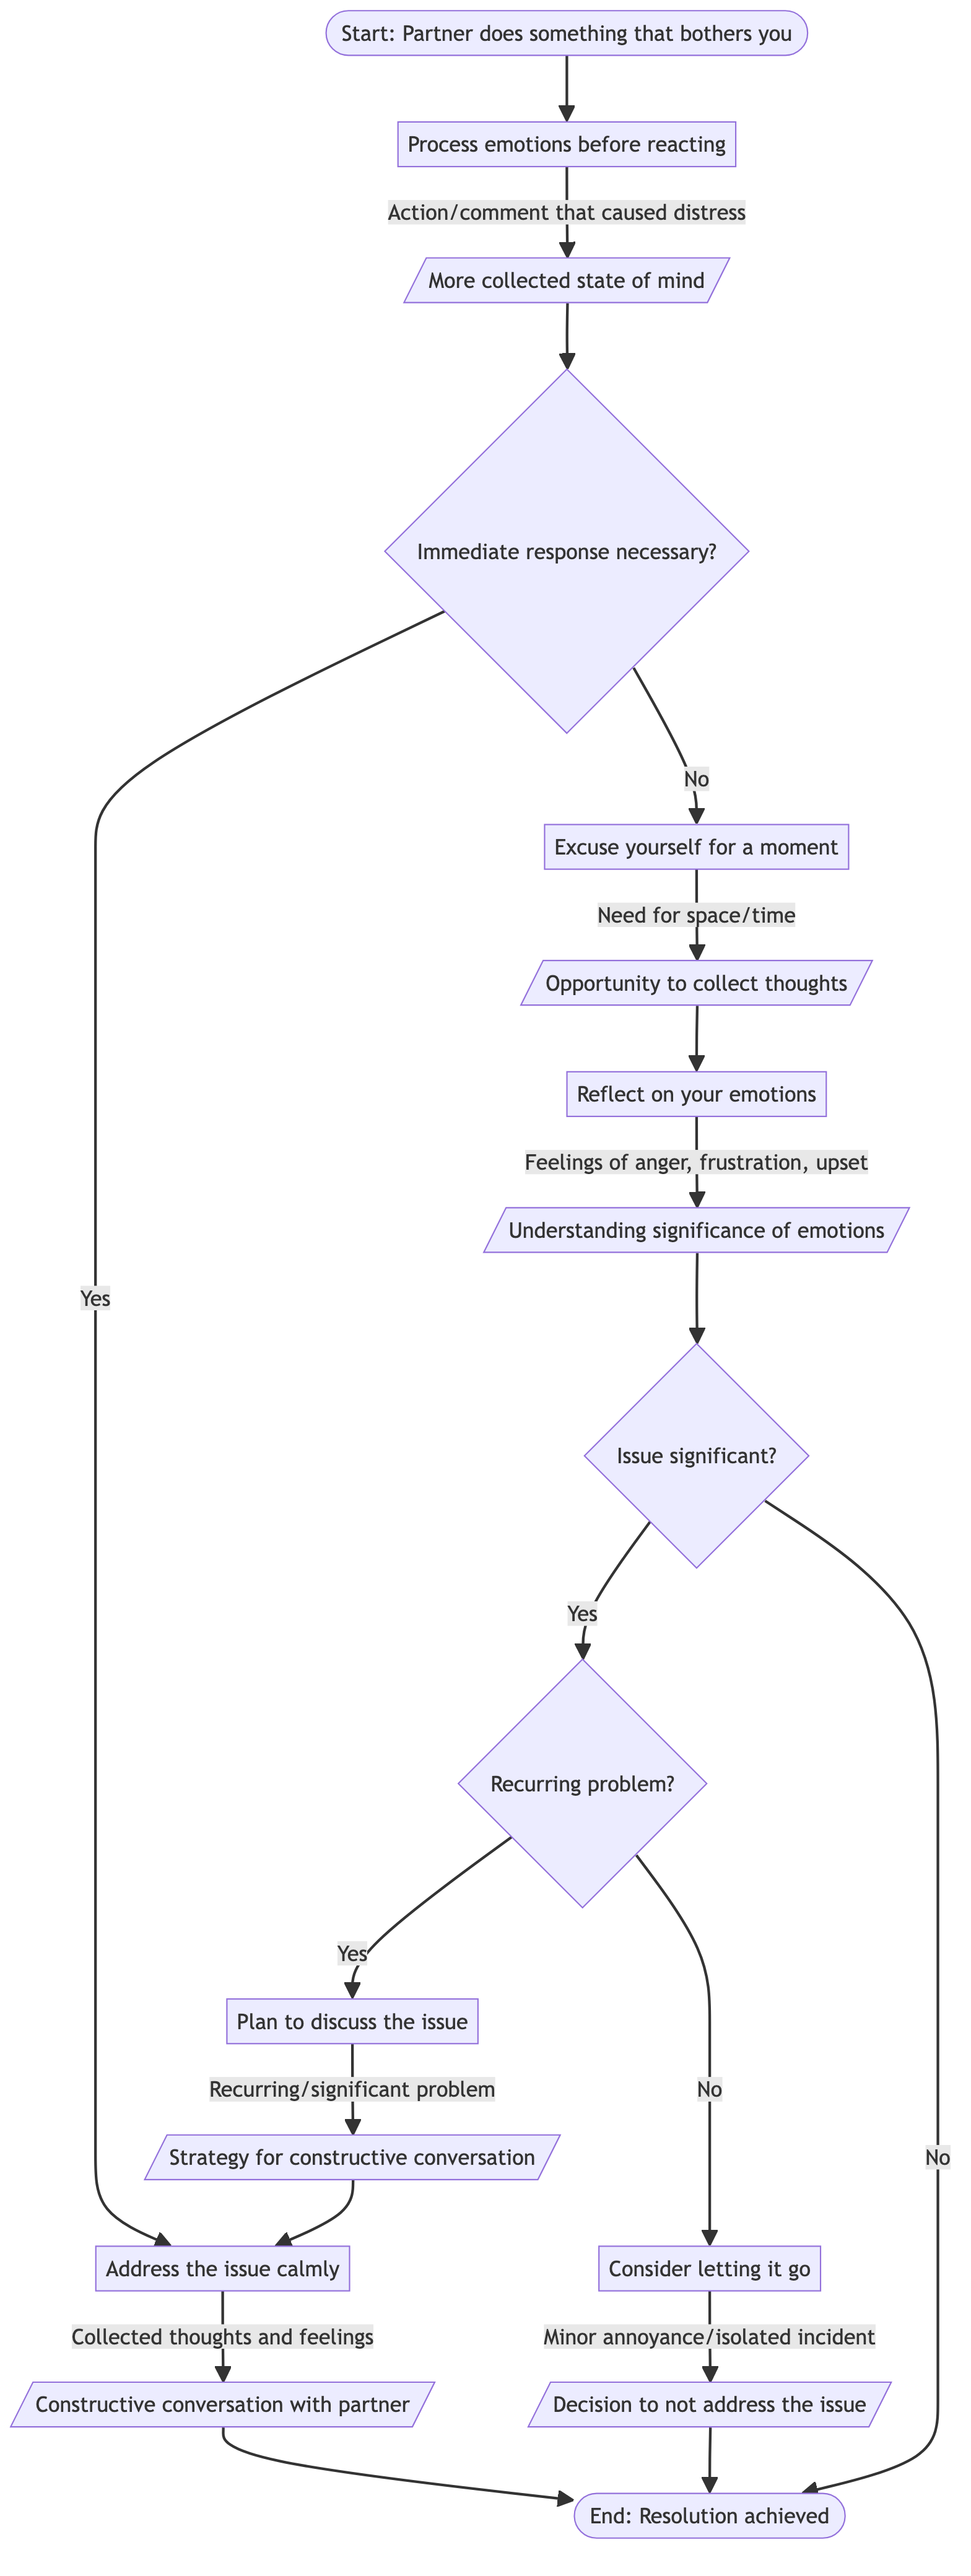 Start: Partner does something that bothers you
Process emotions before reacting
Action/comment that caused distress
More collected state of mind
Immediate response necessary?
No
Excuse yourself for a moment
Need for space/time
Opportunity to collect thoughts
Reflect on your emotions
Feelings of anger, frustration, upset
Understanding significance of emotions
Yes
Issue significant?
Yes
Recurring problem?
Yes
Plan to discuss the issue
Recurring/significant problem
No
Strategy for constructive conversation
No
Address the issue calmly
Consider letting it go
Collected thoughts and feelings
Minor annoyance/isolated incident
Constructive conversation with partner
Decision to not address the issue
End: Resolution achieved